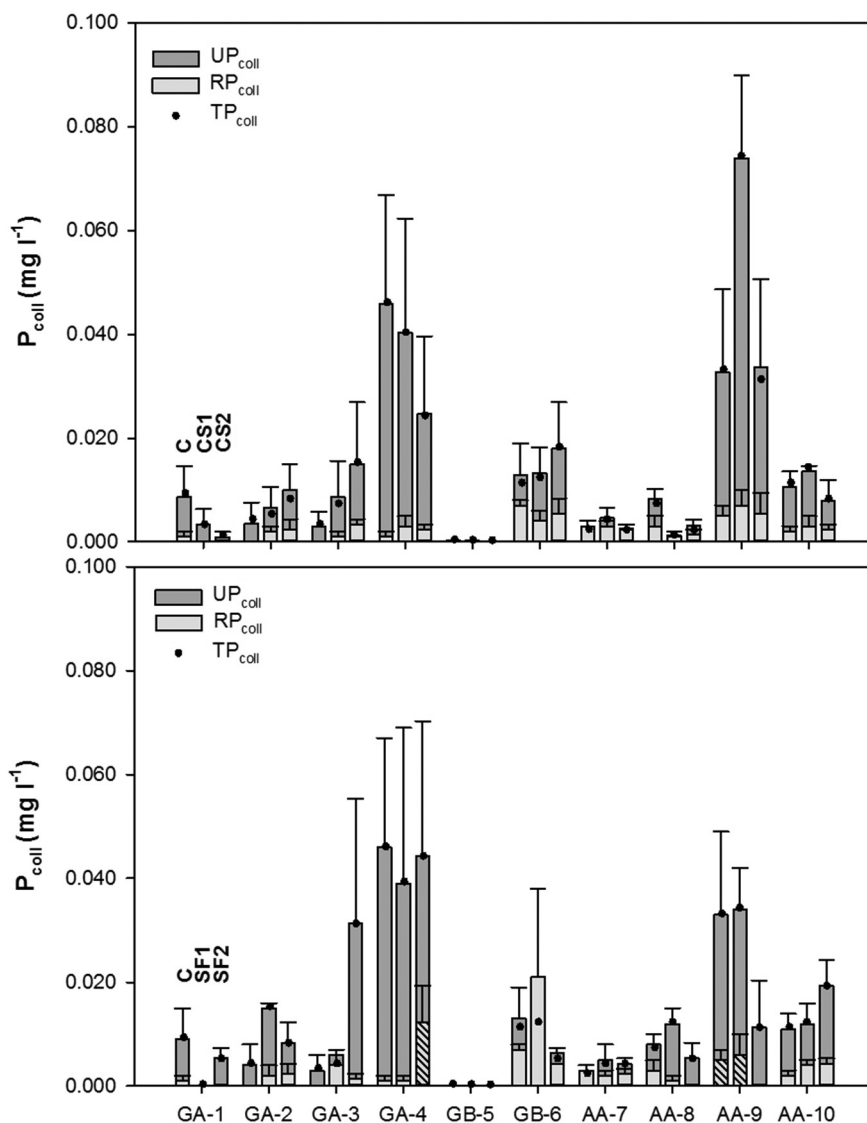 0.100
UPcoll
RPcoll
TPcoll
0.080
0.060
0.040
0.020
0.000
Pcoll (mg l-1)
C CS1 CS2
0.100
UPcoll
RPcoll
TPcoll
0.080
0.060
0.040
0.020
0.000
Pcoll (mg l-1)
C SF1 SF2
GA-1 GA-2 GA-3 GA-4 GB-5 GB-6 AA-7 AA-8 AA-9 AA-10